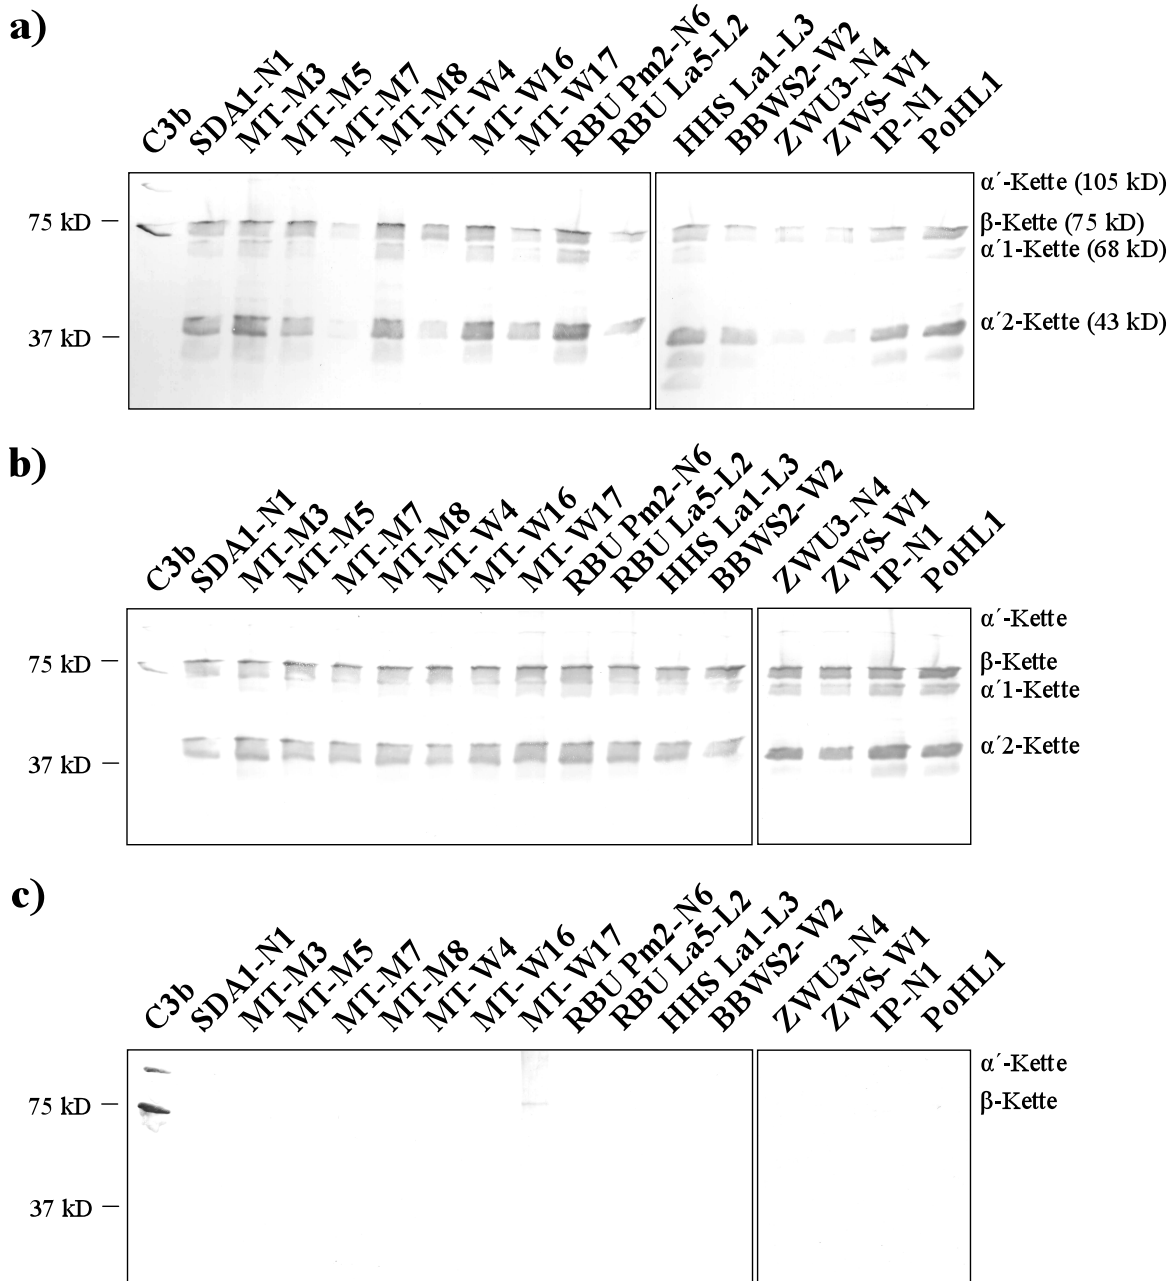 a)
C3b
SDA1-N1
MT-M3
MT-M5
MT-M7
MT-M8
MT-W4
MT-W16
MT-W17
RBU Pm2-N6
RBU La5-L2
HHS La1-L3
BBWS2-W2
ZWU3-N4
ZWS-W1
IP-N1
PoHL1
75 kD
37 kD
α´-Kette (105 kD)
β-Kette (75 kD)
α´1-Kette (68 kD)
α´2-Kette (43 kD)
b)
C3b
SDA1-N1
MT-M3
MT-M5
MT-M7
MT-M8
MT-W4
MT-W16
MT-W17
RBU Pm2-N6
RBU La5-L2
HHS La1-L3
BBWS2-W2
ZWU3-N4
ZWS-W1
IP-N1
PoHL1
75 kD
37 kD
α´-Kette
β-Kette
α´1-Kette
α´2-Kette
c)
C3b
SDA1-N1
MT-M3
MT-M5
MT-M7
MT-M8
MT-W4
MT-W16
MT-W17
RBU Pm2-N6
RBU La5-L2
HHS La1-L3
BBWS2-W2
ZWU3-N4
ZWS-W1
IP-N1
PoHL1
75 kD
37 kD
α´-Kette
β-Kette